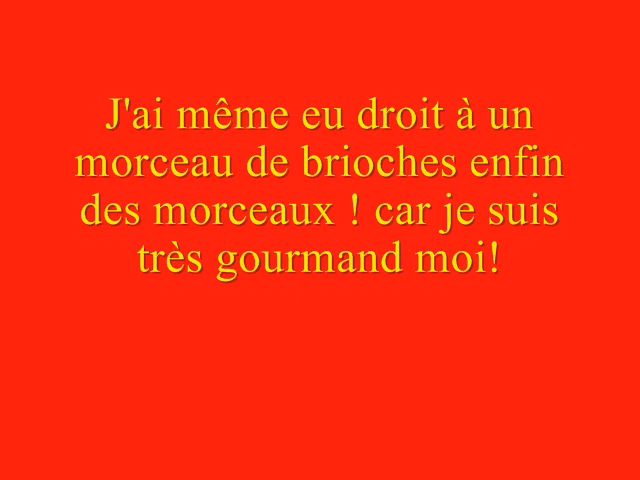 J'ai même eu droit à un
morceau de brioches enfin
des morceaux ! car je suis
très gourmand moi!